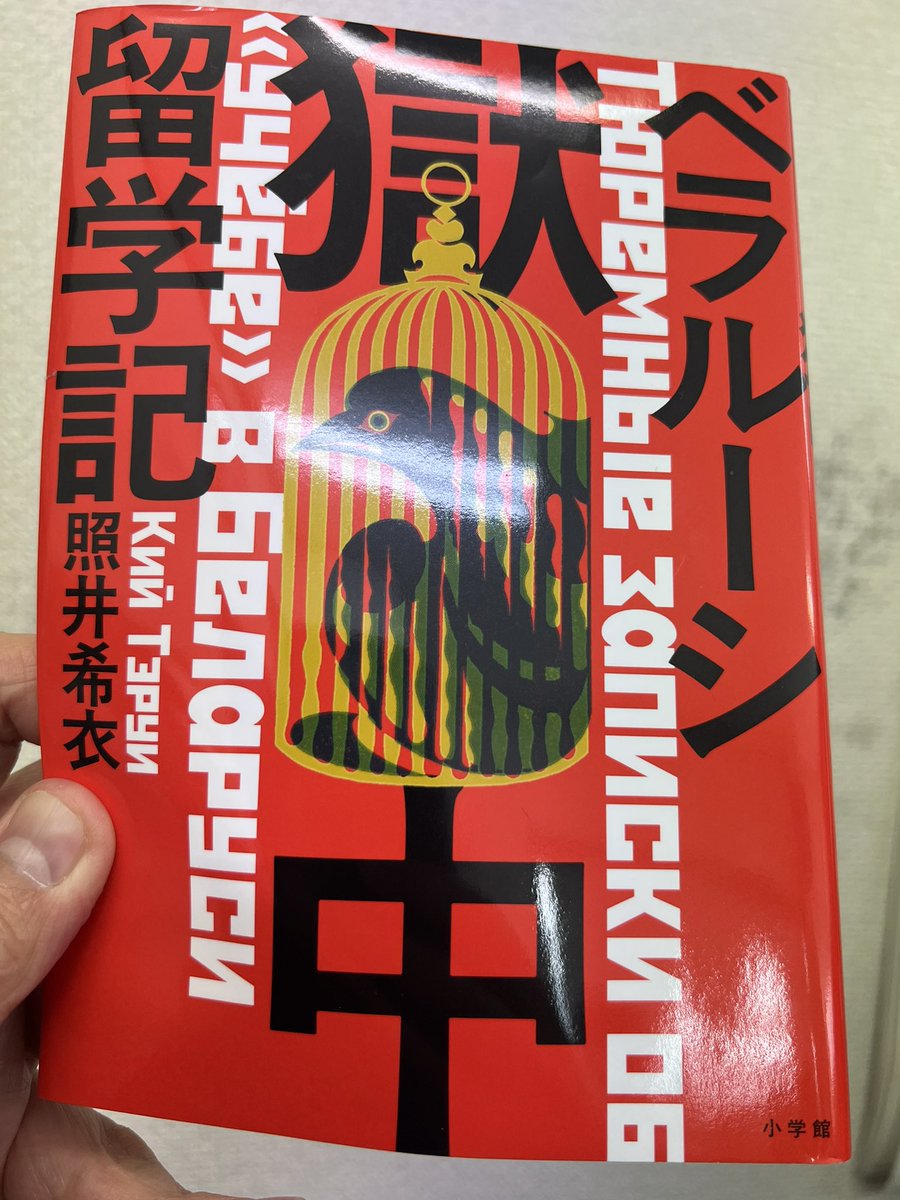 ベラルーシ
獄中
留学記
Тюремные записки об
«учёбе» в беларуси
照井希衣
Кий Тэруи
小学館